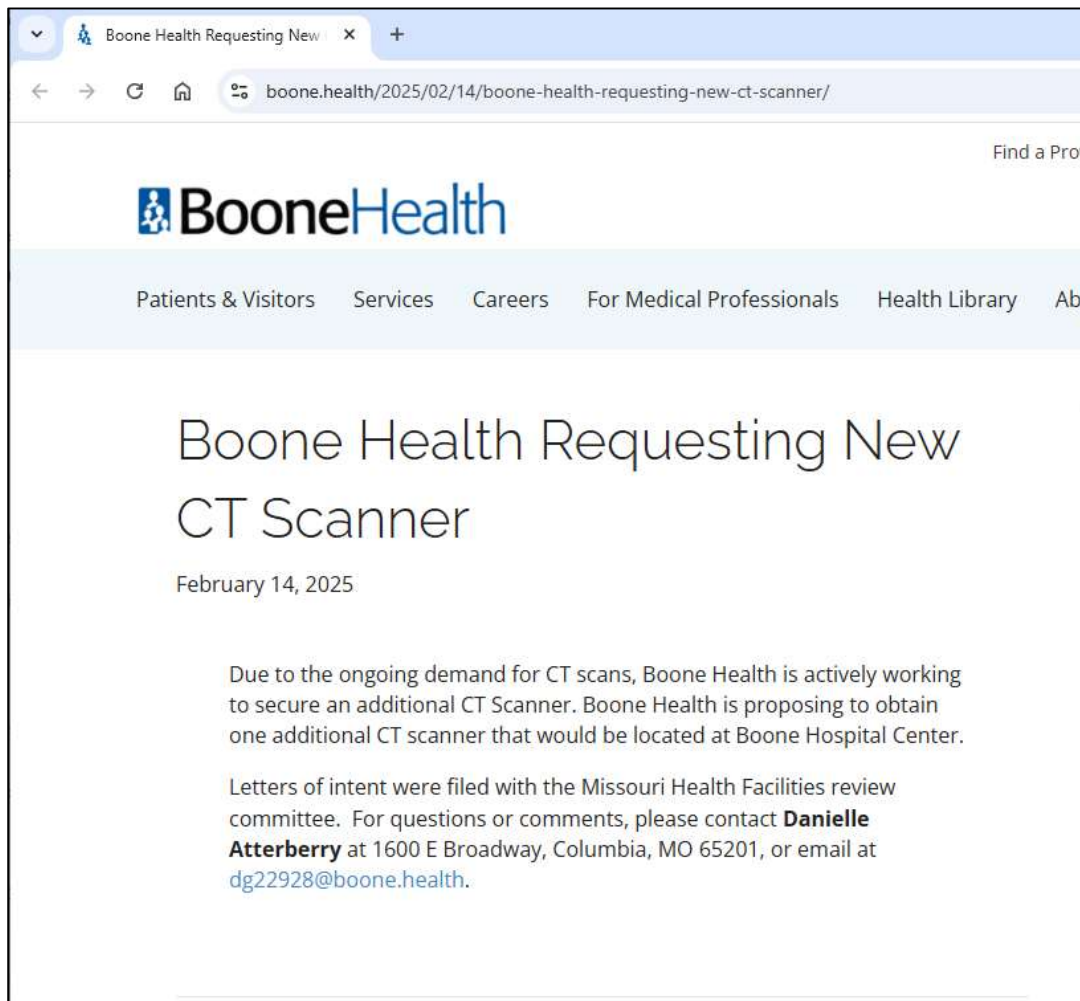 Boone Health Requesting New
boone.health/2025/02/14/boone-health-requesting-new-ct-scanner/
Find a Pro
BooneHealth
Patients & Visitors Services Careers For Medical Professionals Health Library Ab
Boone Health Requesting New
CT Scanner
February 14, 2025
Due to the ongoing demand for CT scans, Boone Health is actively working
to secure an additional CT Scanner. Boone Health is proposing to obtain
one additional CT scanner that would be located at Boone Hospital Center.
Letters of intent were filed with the Missouri Health Facilities review
committee.  For questions or comments, please contact Danielle
Atterberry at 1600 E Broadway, Columbia, MO 65201, or email at
dg22928@boone.health.